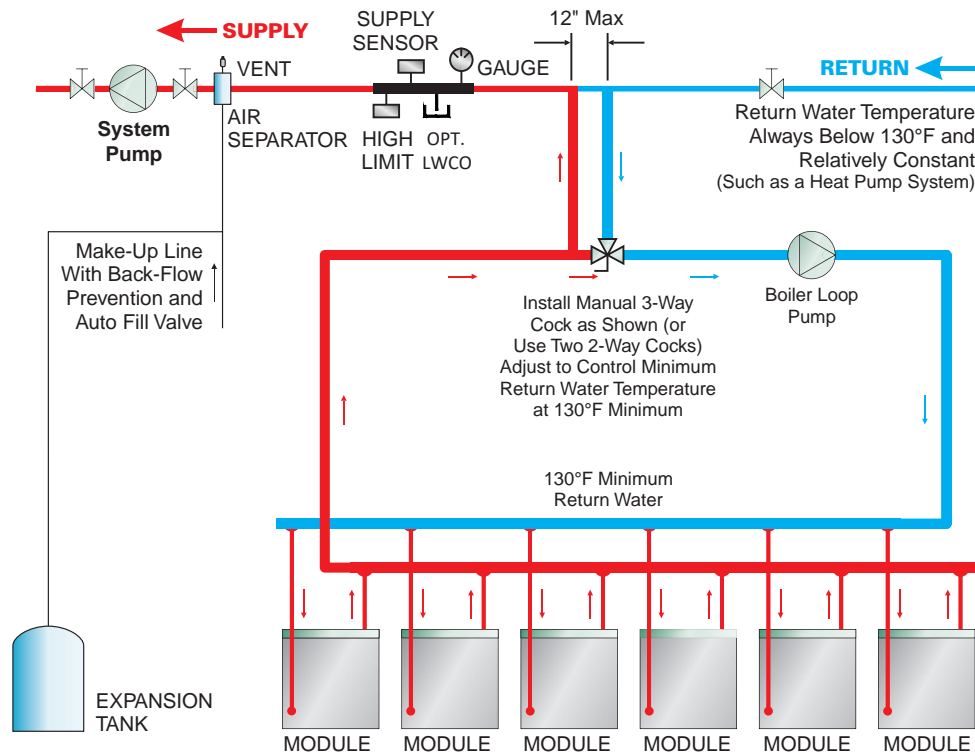 SUPPLY
SUPPLY
SENSOR
12" Max
VENT
GAUGE
RETURN
System
Pump
AIR
SEPARATOR
HIGH
LIMIT
OPT.
LWCO
Return Water Temperature
Always Below 130°F and
Relatively Constant
(Such as a Heat Pump System)
Make-Up Line
With Back-Flow
Prevention and
Auto Fill Valve
Install Manual 3-Way
Cock as Shown (or
Use Two 2-Way Cocks)
Adjust to Control Minimum
Return Water Temperature
at 130°F Minimum
Boiler Loop
Pump
130°F Minimum
Return Water
EXPANSION
TANK
MODULE
MODULE
MODULE
MODULE
MODULE
MODULE